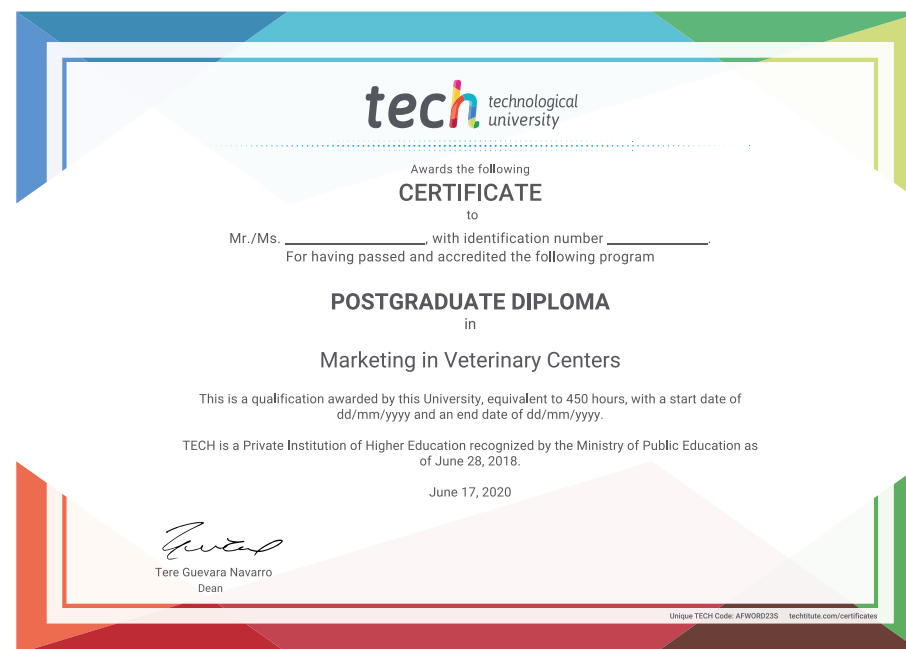 tech technological
university
Awards the following
CERTIFICATE
to
Mr./Ms. ____________________, with identification number _______________.
For having passed and accredited the following program
POSTGRADUATE DIPLOMA
in
Marketing in Veterinary Centers
This is a qualification awarded by this University, equivalent to 450 hours, with a start date of
dd/mm/yyyy and an end date of dd/mm/yyyy.
TECH is a Private Institution of Higher Education recognized by the Ministry of Public Education as
of June 28, 2018.
June 17, 2020
Tere Guevara Navarro
Dean
Unique TECH Code: AFWORD23S techtitute.com/certificates